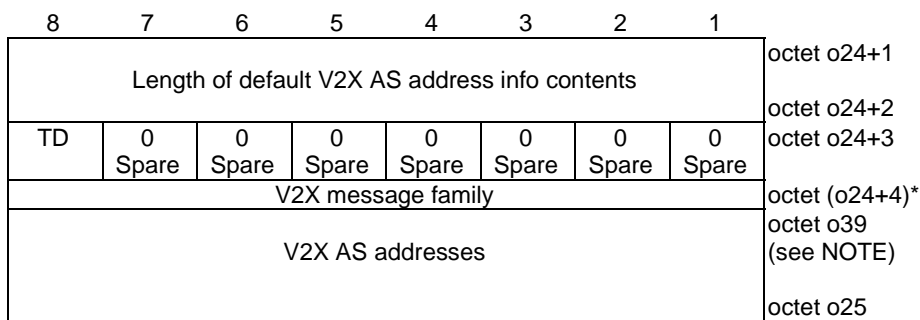 8 7 6 5 4 3 2 1
Length of default V2X AS address info contents
octet o24+1
octet o24+2
TD 0 0 0 0 0 0 0
Spare Spare Spare Spare Spare Spare Spare
octet o24+3
V2X message family
octet (o24+4)*
V2X AS addresses
octet o39
(see NOTE)
octet o25